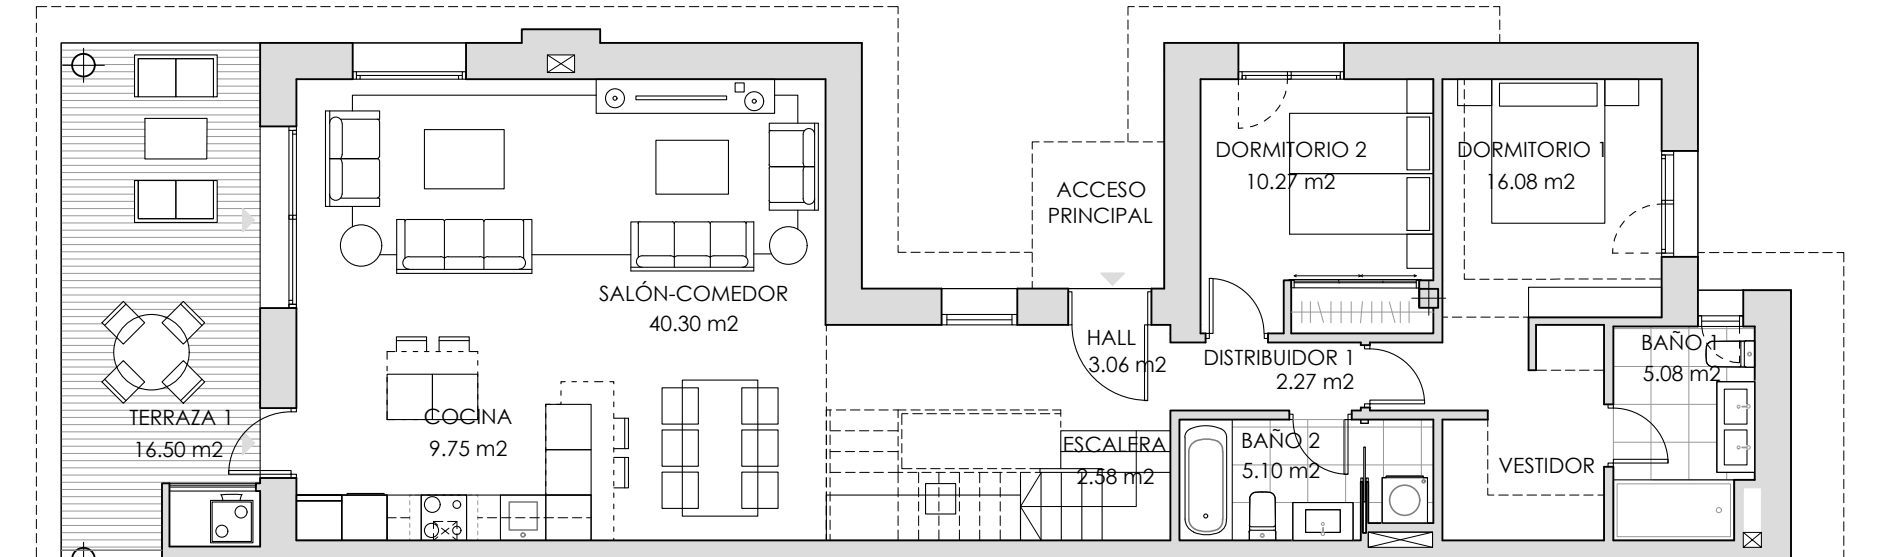 DORMITORIO 2
10.27 m2
DORMITORIO 1
16.08 m2
ACCESO
PRINCIPAL
SALÓN-COMEDOR
40.30 m2
HALL
3.06 m2
DISTRIBUIDOR 1
2.27 m2
BAÑO 1
5.08 m2
TERRAZA 1
16.50 m2
COCINA
9.75 m2
ESCALERA
2.58 m2
BAÑO 2
5.10 m2
VESTIDOR